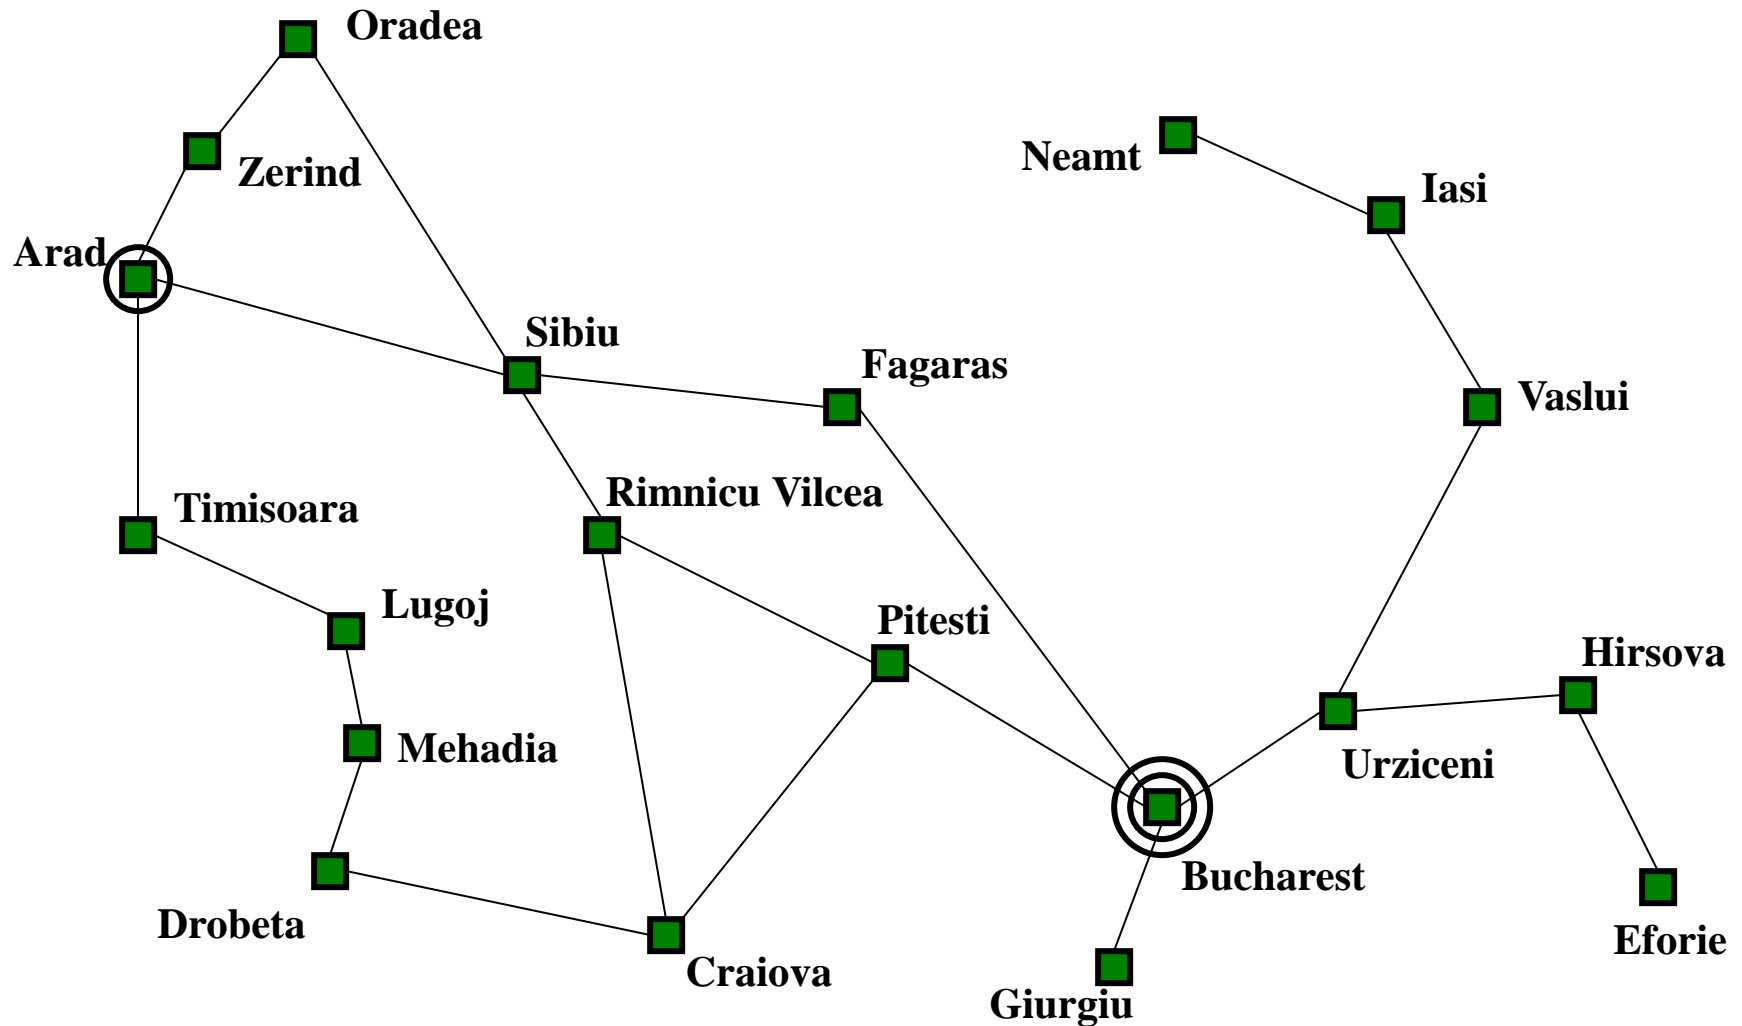 Oradea
Neamt
Zerind
Iasi
Arad
Sibiu
Fagaras
Vaslui
Rimnicu Vilcea
Timisoara
Lugoj
Pitesti
Hirsova
Mehadia
Urziceni
Bucharest
Drobeta
Eforie
Craiova
Giurgiu